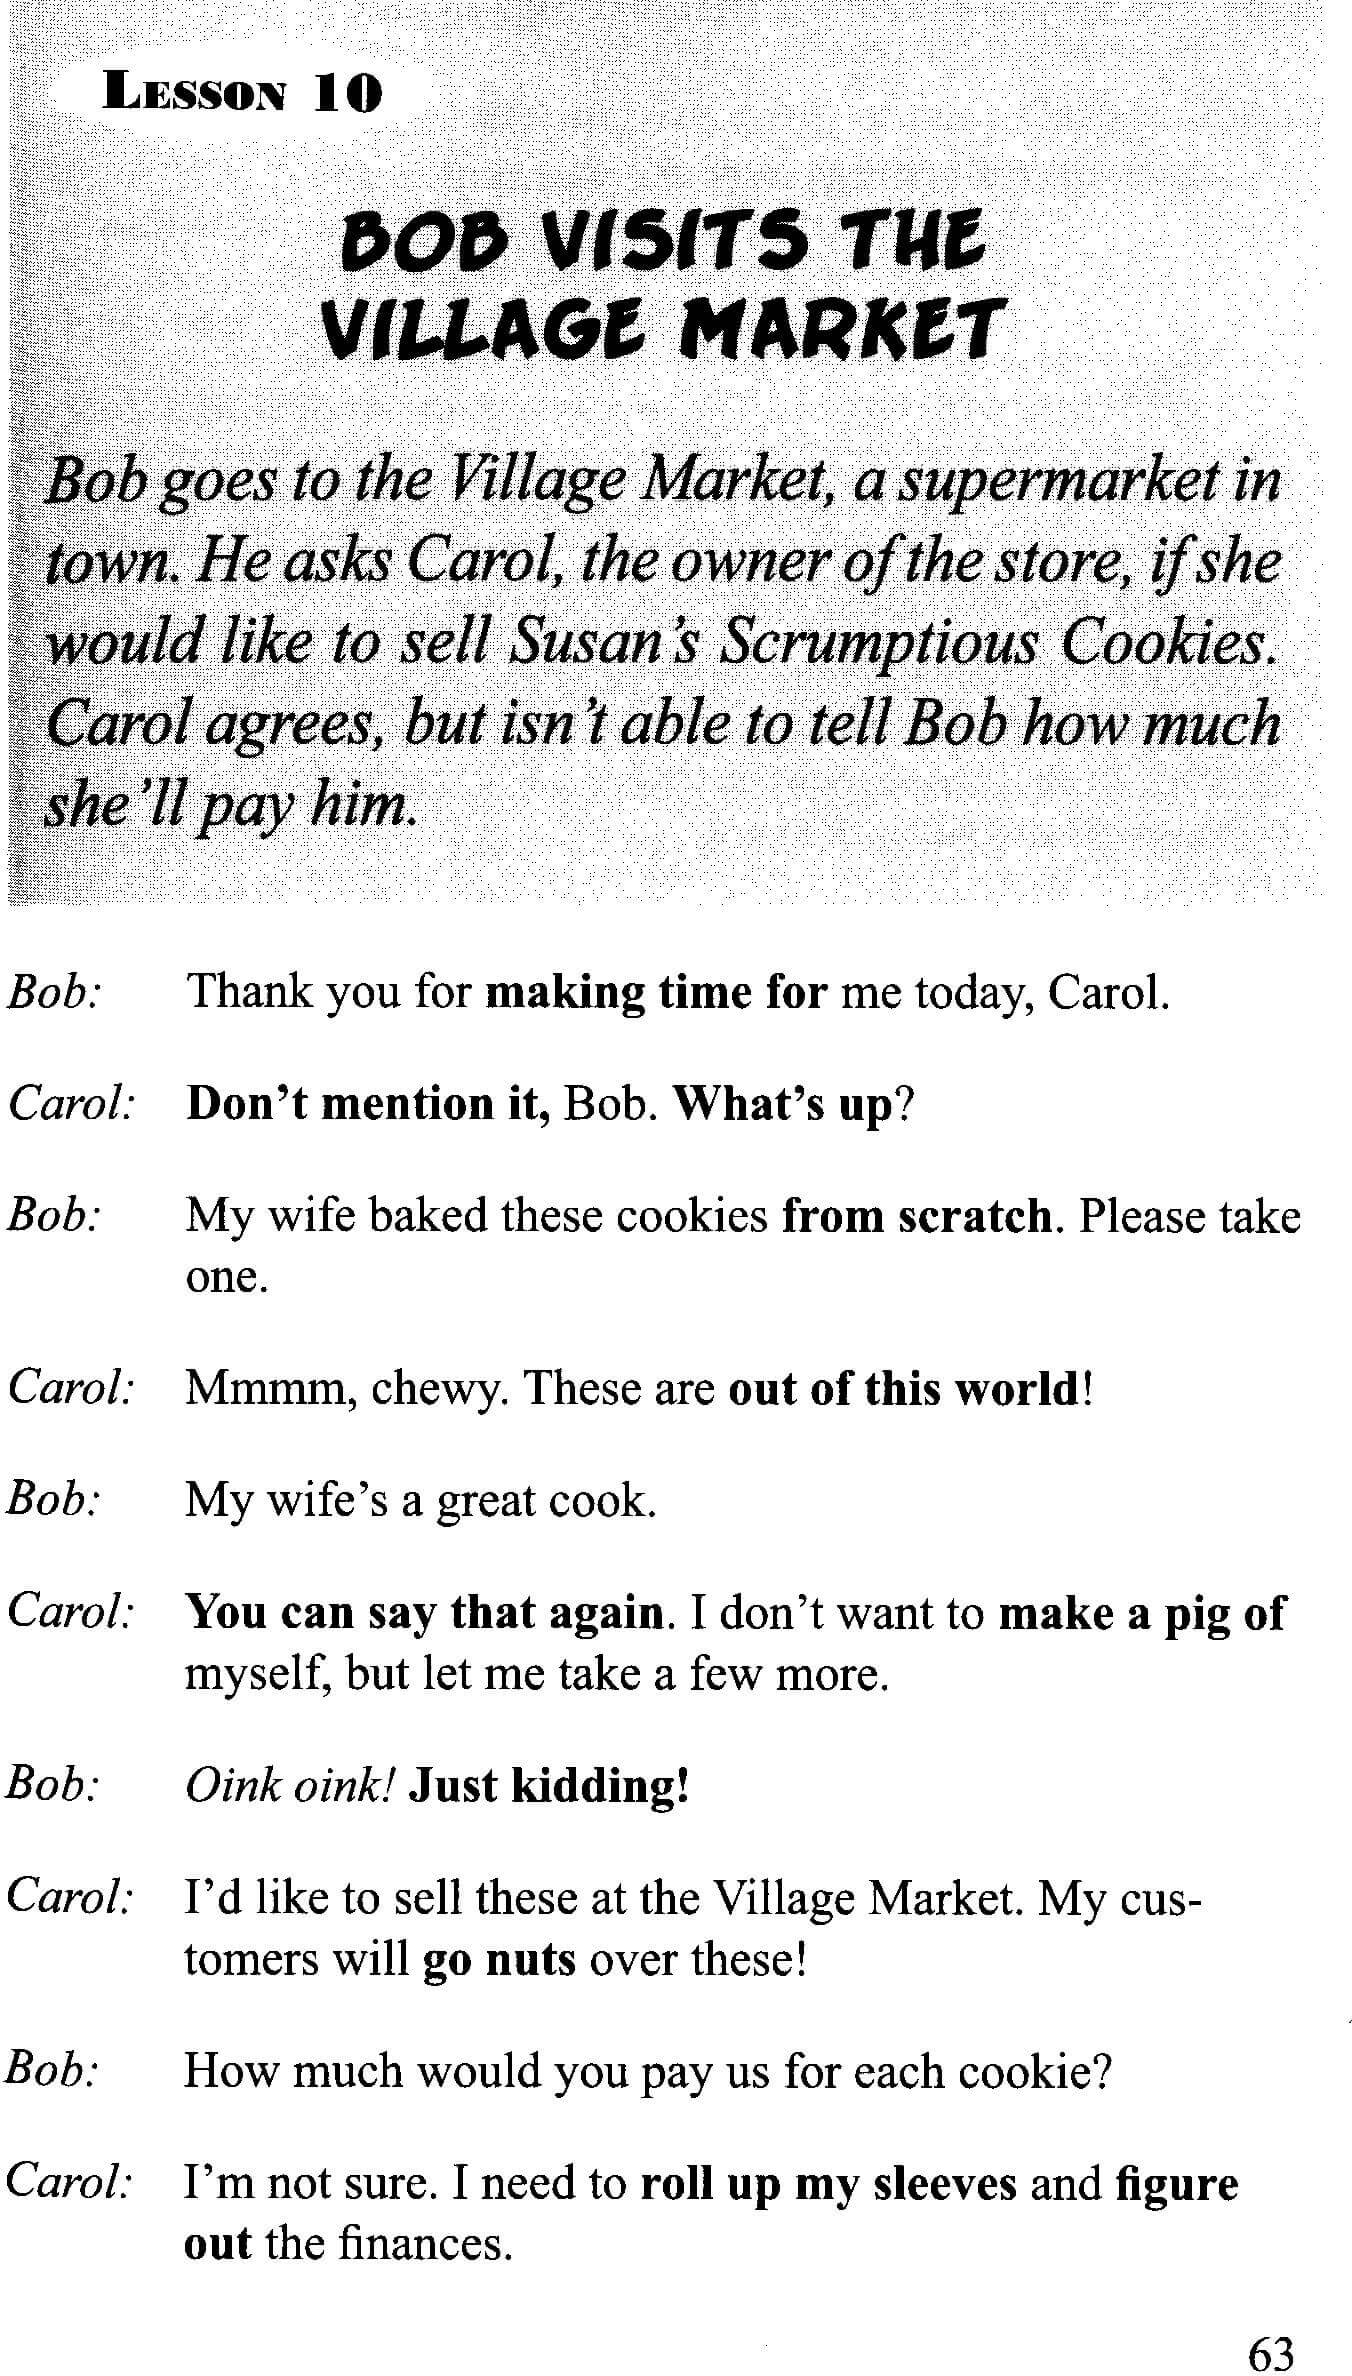 LESSON 10
BOB VISITS THE
VILLAGE MARKET
Bob goes to the Village Market, a supermarket in
town. He asks Carol, the owner of the store, if she
would like to sell Susan's Scrumptious Cookies.
Carol agrees, but isn't able to tell Bob how much
she'll pay him.
Bob: Thank you for making time for me today, Carol.
Carol: Don't mention it, Bob. What's up?
Bob: My wife baked these cookies from scratch. Please take
one.
Carol: Mmmm, chewy. These are out of this world!
Bob: My wife's a great cook.
Carol: You can say that again. I don't want to make a pig of
myself, but let me take a few more.
Bob: Oink oink! Just kidding!
Carol: I'd like to sell these at the Village Market. My cus-
tomers will go nuts over these!
Bob: How much would you pay us for each cookie?
Carol: I'm not sure. I need to roll up my sleeves and figure
out the finances.
63